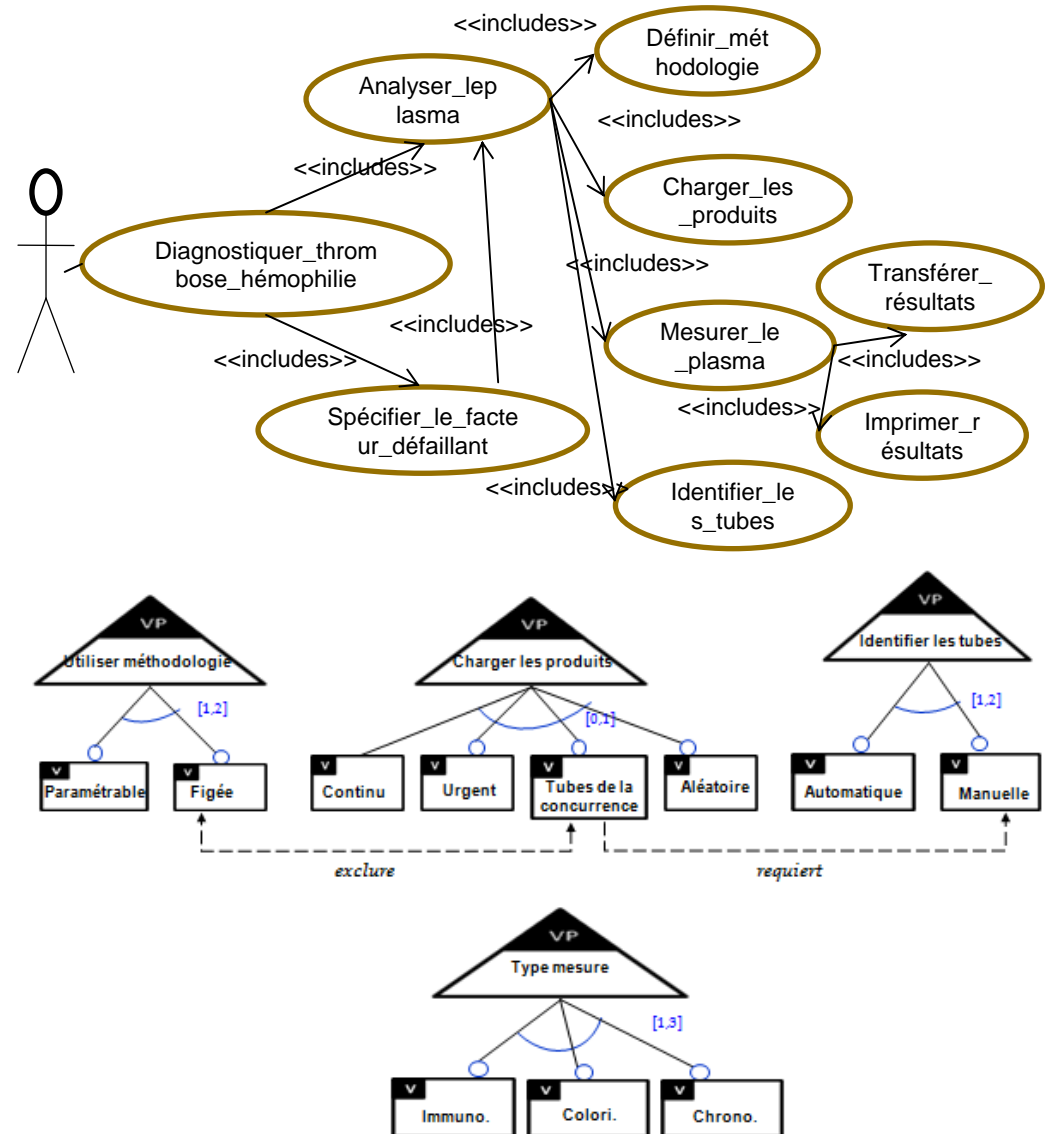 <<includes>>
Définir_mét
hodologie
Analyser_lep
lasma
<<includes>>
<<includes>>
Charger_les
_produits
Diagnostiquer_throm
bose_hémophilie
<<includes>>
Transférer_
résultats
<<includes>>
Mesurer_le
_plasma
<<includes>>
<<includes>>
<<includes>>
Spécifier_le_facte
ur_défaillant
Imprimer_r
ésultats
<<includes>>
Identifier_le
s_tubes
VP
Utiliser méthodologie
[1,2]
V
Paramétrable
V
Figée
VP
Charger les produits
[0,1]
V
Continu
V
Urgent
V
Tubes de la
concurrence
V
Aléatoire
VP
Identifier les tubes
[1,2]
V
Automatique
V
Manuelle
exclure
requiert
VP
Type mesure
[1,3]
V
Immuno.
V
Colori.
V
Chrono.